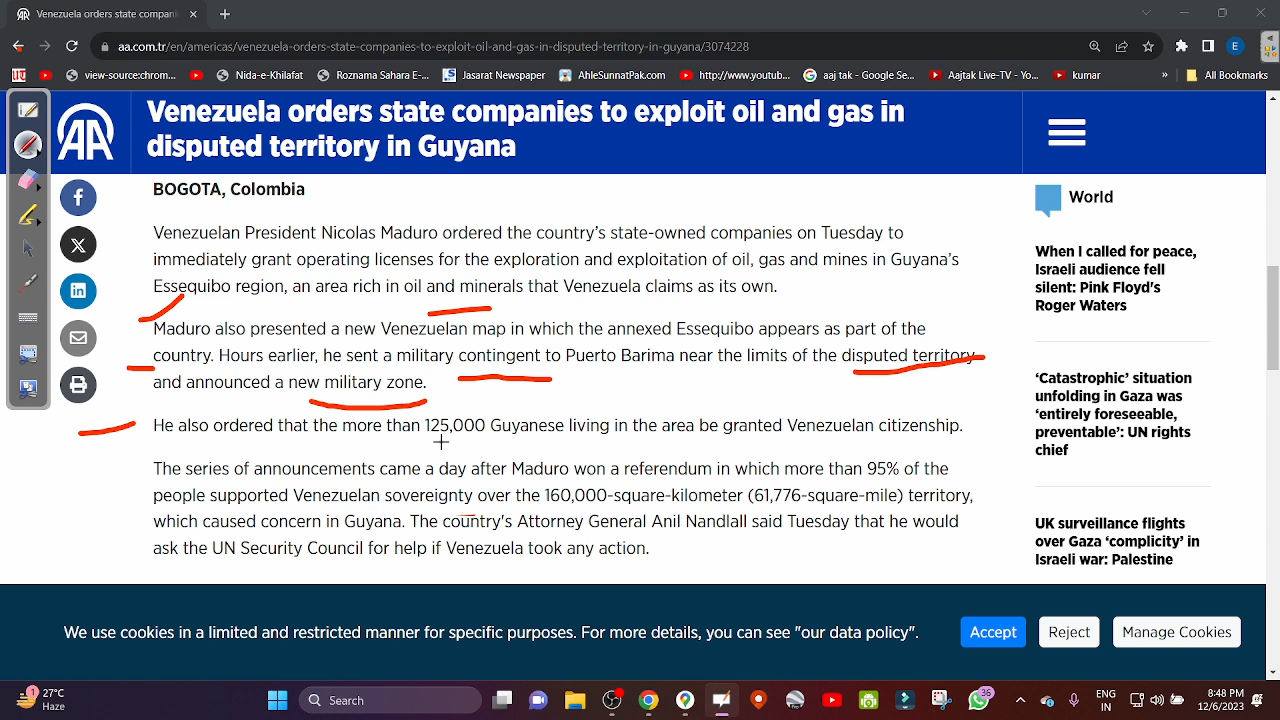 Venezuela orders state compani
aa.com.tr/en/americas/venezuela-orders-state-companies-to-exploit-oil-and-gas-in-disputed-territory-in-guyana/3074228
E
view-sourcechrom...
Nida-e-Khilafat
Roznama Sahara E-...
Jasarat Newspaper
AhleSunnatPak.com
http://www.youtub...
aaj tak - Google...
Aajtak Live-TV - Yo...
kumar
»
All Bookmarks
AA
Venezuela orders state companies to exploit oil and gas in
disputed territory in Guyana
BOGOTA, Colombia
Venezuelan President Nicolas Maduro ordered the country's state-owned companies on Tuesday to
immediately grant operating licenses for the exploration and exploitation of oil, gas and mines in Guyana's
Essequibo region, an area rich in oil and minerals that Venezuela claims as its own.
Maduro also presented a new Venezuelan map in which the annexed Essequibo appears as part of the
country. Hours earlier, he sent a military contingent to Puerto Barima near the limits of the disputed territory
and announced a new military zone.
He also ordered that the more than 125,000 Guyanese living in the area be granted Venezuelan citizenship.
The series of announcements came a day after Maduro won a referendum in which more than 95% of the
people supported Venezuelan sovereignty over the 160,000-square-kilometer (61,776-square-mile) territory,
which caused concern in Guyana. The country's Attorney General Anil Nandlall said Tuesday that he would
ask the UN Security Council for help if Venezuela took any action.
World
When I called for peace,
Israeli audience fell
silent: Pink Floyd's
Roger Waters
‘Catastrophic’ situation
unfolding in Gaza was
‘entirely foreseeable,
preventable’: UN rights
chief
UK surveillance flights
over Gaza ‘complicity’ in
Israeli war: Palestine
We use cookies in a limited and restricted manner for specific purposes. For more details, you can see "our data policy".
Accept
Reject
Manage Cookies
1
27°C
Haze
Search
36
ENG
IN
8:48 PM
12/6/2023